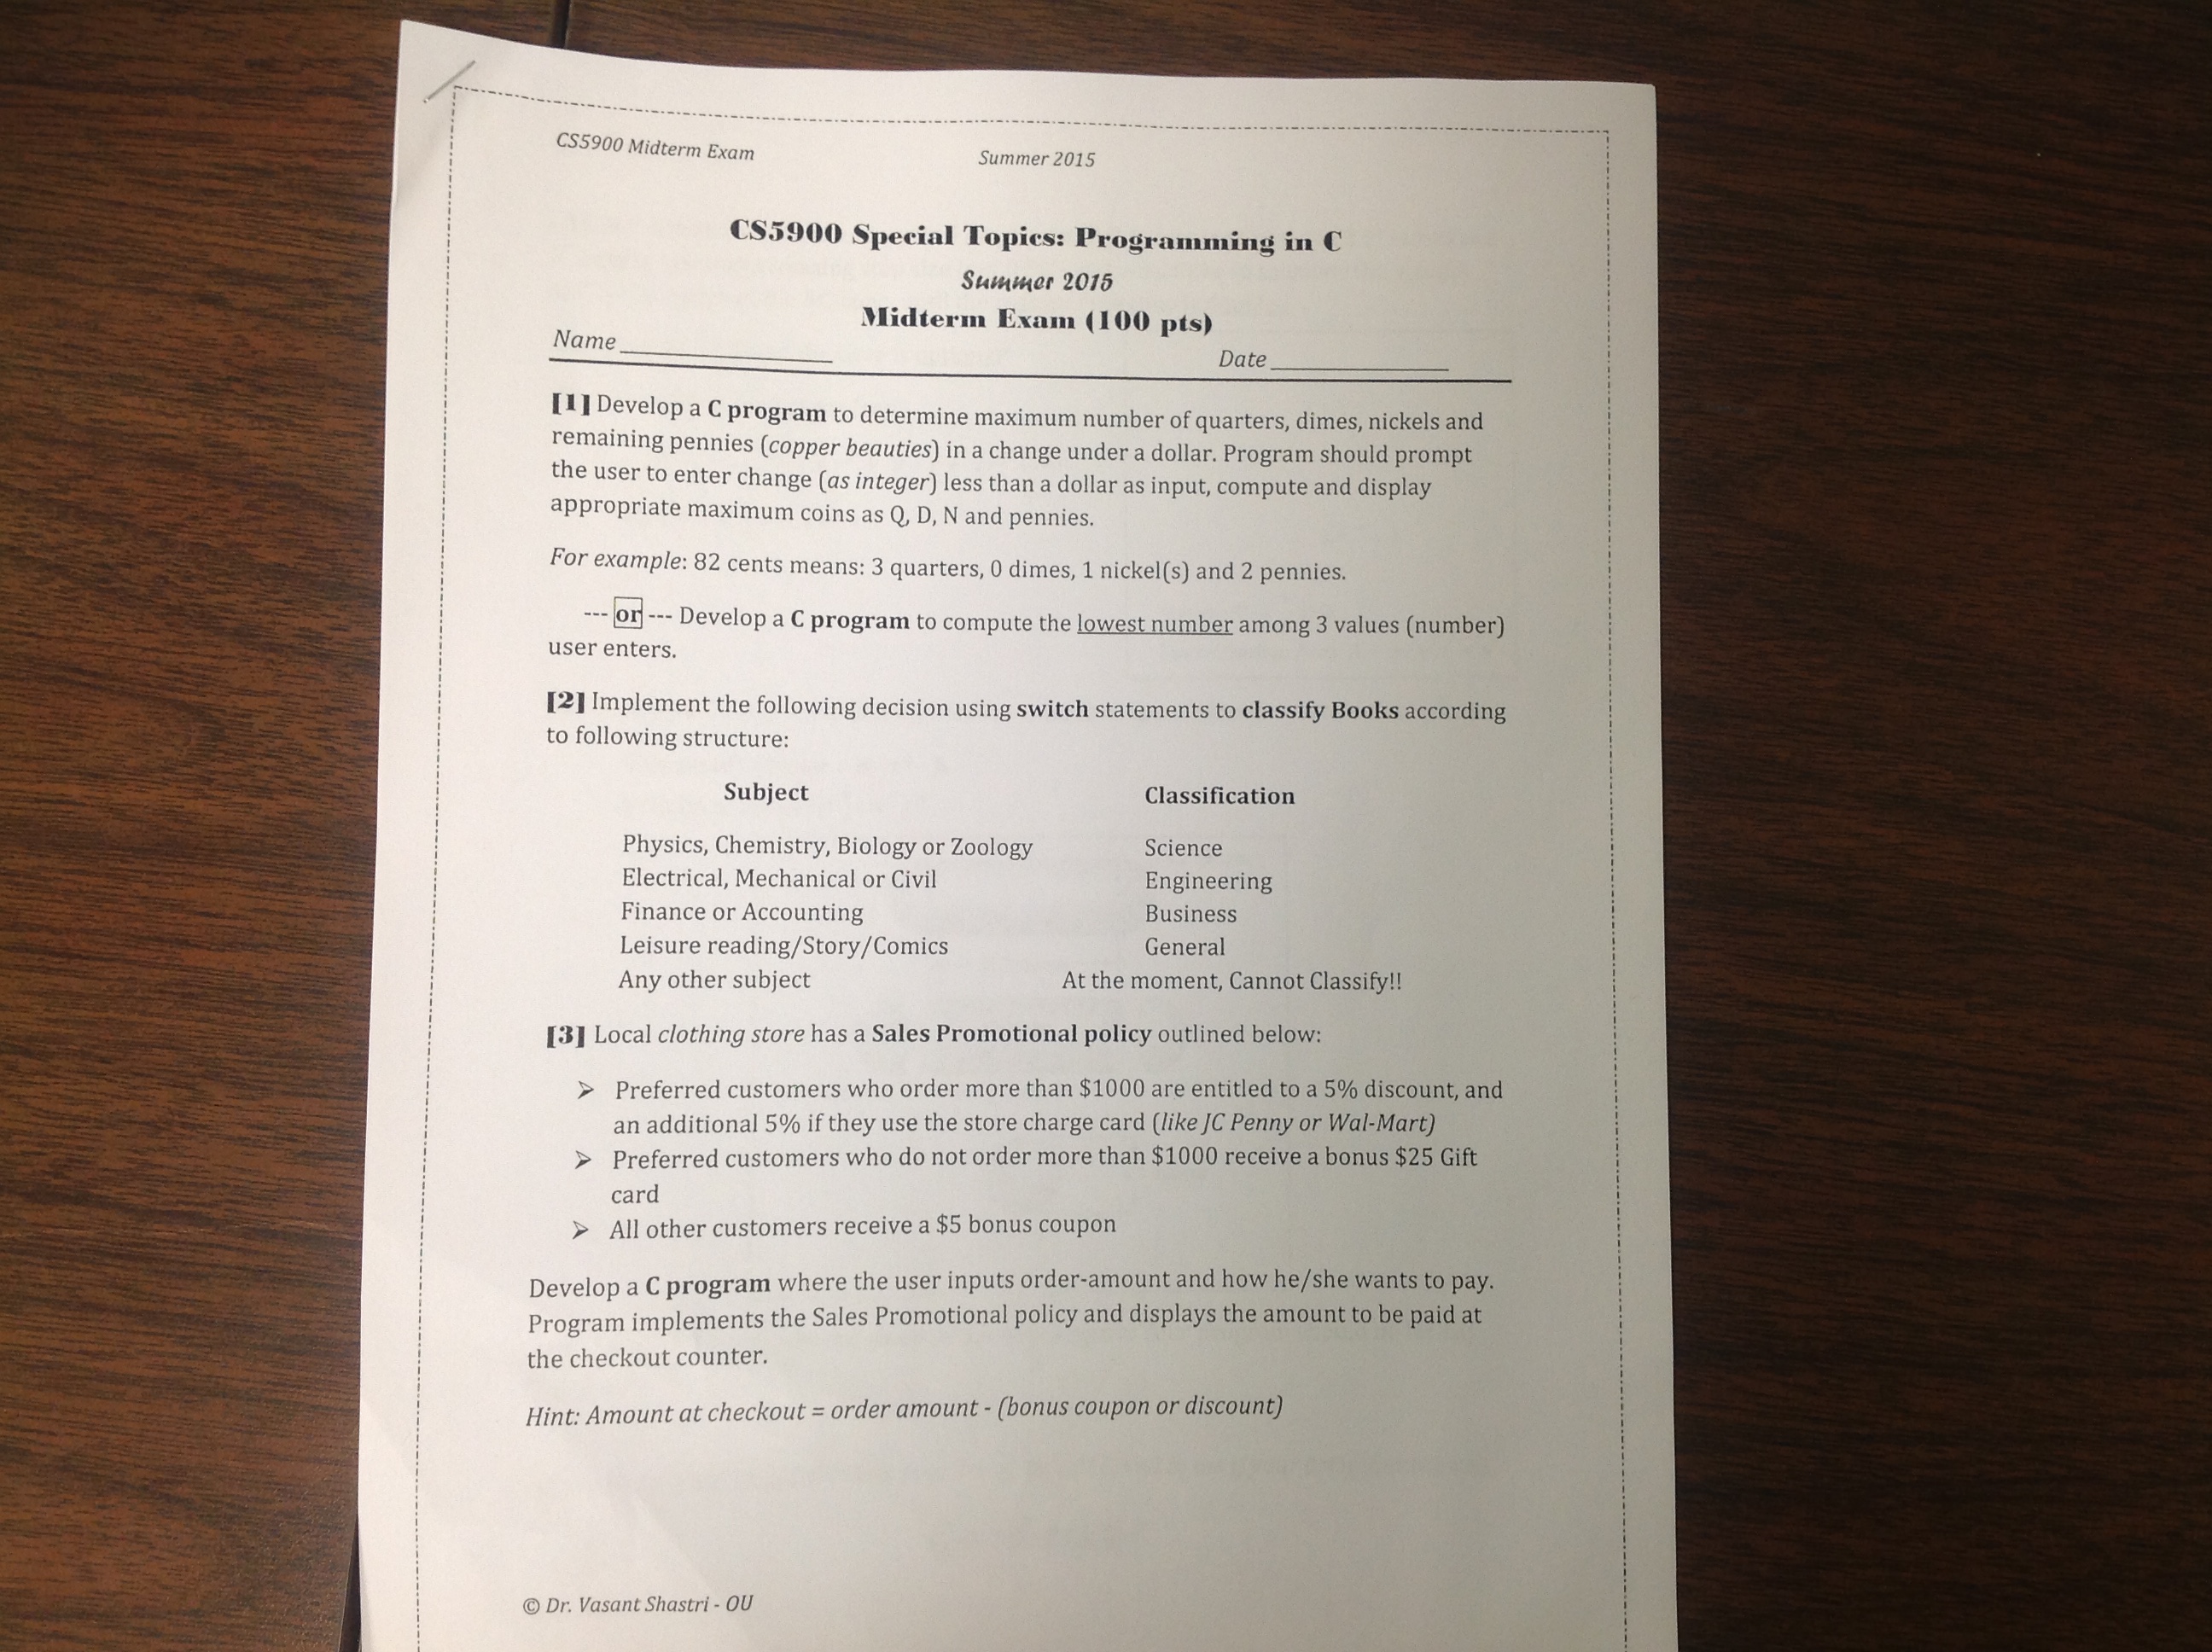 CS5900 Midterm Exam Summer 2015
CS5900 Special Topics: Programming in C
Summer 2015
Midterm Exam (100 pts)
Name
Date
[1] Develop a C program to determine maximum number of quarters, dimes, nickels and
remaining pennies (copper beauties) in a change under a dollar. Program should prompt
the user to enter change (as integer) less than a dollar as input, compute and display
appropriate maximum coins as Q, D, N and pennies.
For example: 82 cents means: 3 quarters, 0 dimes, 1 nickel(s) and 2 pennies.
--- or --- Develop a C program to compute the lowest number among 3 values (number)
user enters.
[2] Implement the following decision using switch statements to classify Books according
to following structure:
Subject Classification
Physics, Chemistry, Biology or Zoology Science
Electrical, Mechanical or Civil Engineering
Finance or Accounting Business
Leisure reading/Story/Comics General
Any other subject At the moment, Cannot Classify!!
[3] Local clothing store has a Sales Promotional policy outlined below:
➢ Preferred customers who order more than $1000 are entitled to a 5% discount, and
an additional 5% if they use the store charge card (like JC Penny or Wal-Mart)
➢ Preferred customers who do not order more than $1000 receive a bonus $25 Gift
card
➢ All other customers receive a $5 bonus coupon
Develop a C program where the user inputs order-amount and how he/she wants to pay.
Program implements the Sales Promotional policy and displays the amount to be paid at
the checkout counter.
Hint: Amount at checkout = order amount - (bonus coupon or discount)
© Dr. Vasant Shastri - OU